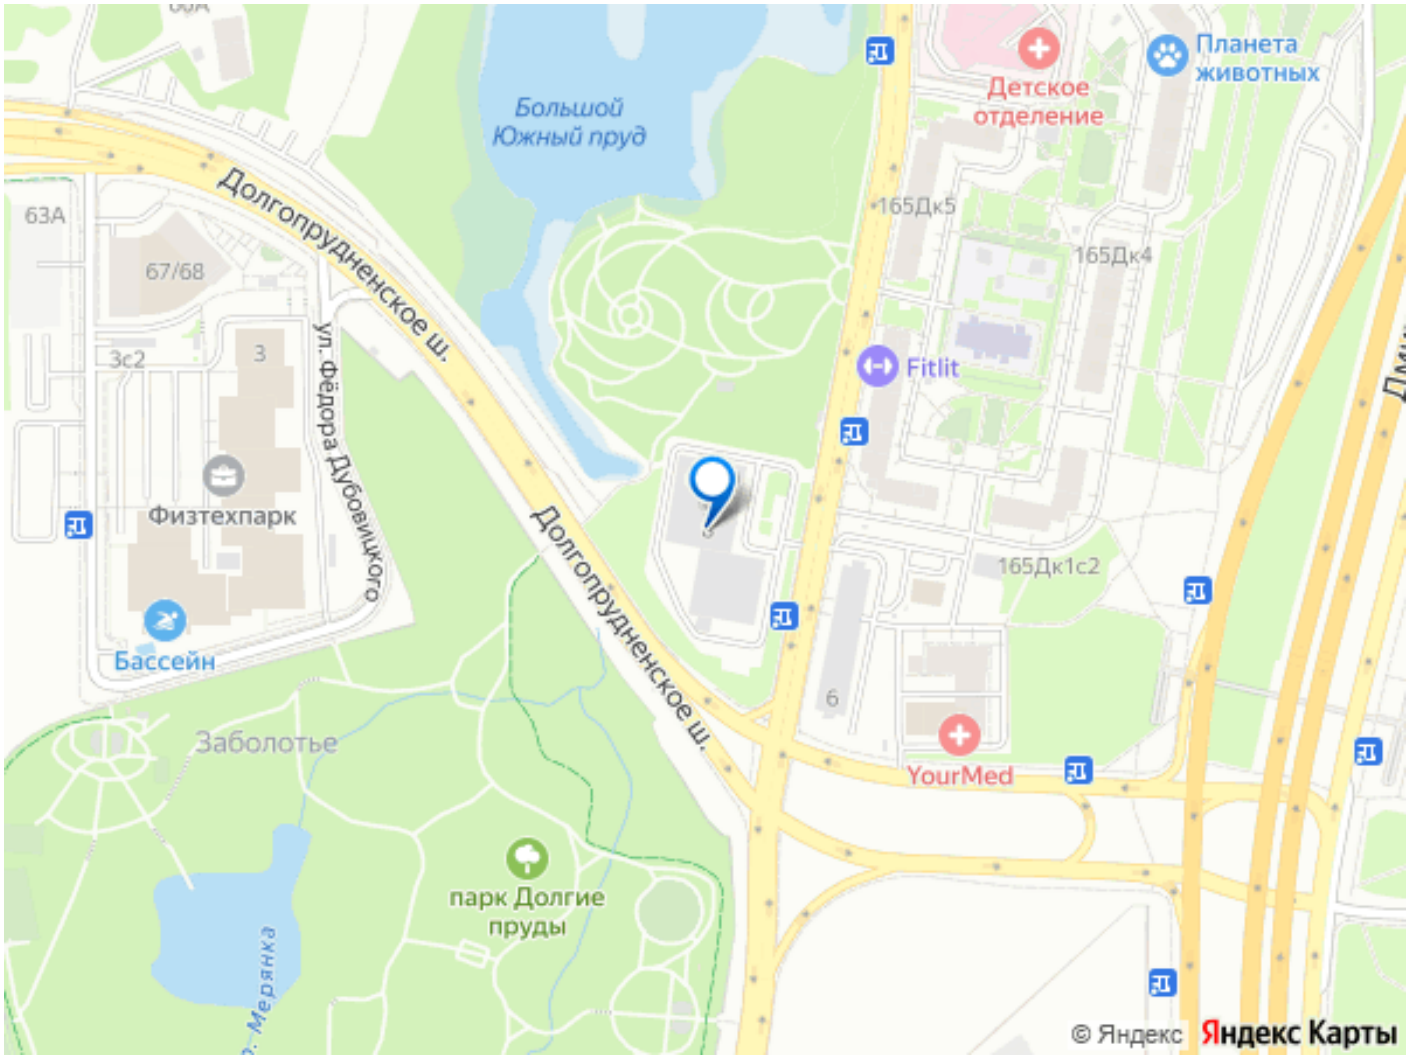 Большой
Южный пруд
Детское
отделение
Планета
животных
Долгопрудненское ш.
63А
67/68
165Дк5
165Дк4
3с2
3
ул. Фёдора Дубовицкого
Fitlit
Физтехпарк
Долгопрудненское ш.
165Дк1с2
Бассейн
6
Заболотье
YourMed
парк Долгие
пруды
р. Мерянка
© Яндекс
Яндекс Карты